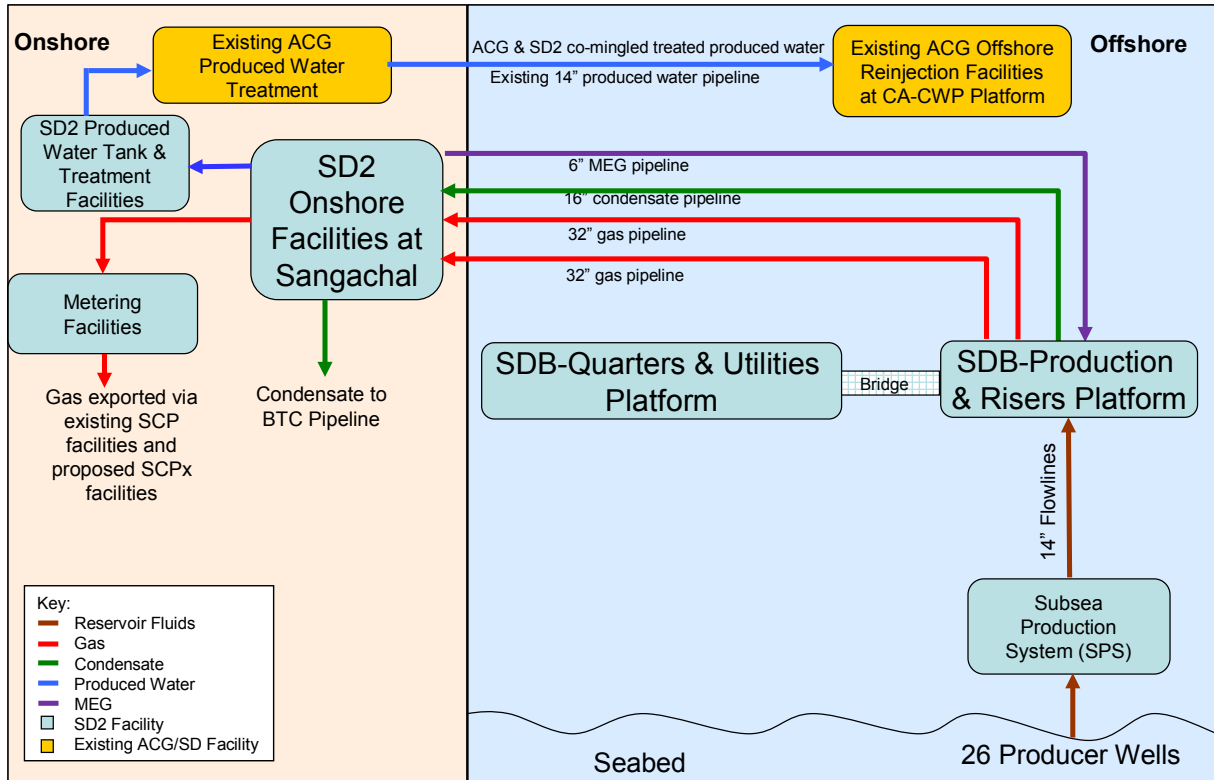 Onshore
Existing ACG
Produced Water
Treatment
ACG & SD2 co-mingled treated produced water
Existing 14” produced water pipeline
Existing ACG Offshore
Reinjection Facilities
at CA-CWP Platform
Offshore
SD2 Produced
Water Tank &
Treatment
Facilities
SD2
Onshore
Facilities at
Sangachal
6” MEG pipeline
16” condensate pipeline
32” gas pipeline
32” gas pipeline
Metering
Facilities
Gas exported via
existing SCP
facilities and
proposed SCPx
facilities
Condensate to
BTC Pipeline
SDB-Quarters & Utilities
Platform
Bridge
SDB-Production
& Risers Platform
14” Flowlines
Subsea
Production
System (SPS)
Key:
Reservoir Fluids
Gas
Condensate
Produced Water
MEG
SD2 Facility
Existing ACG/SD Facility
Seabed
26 Producer Wells